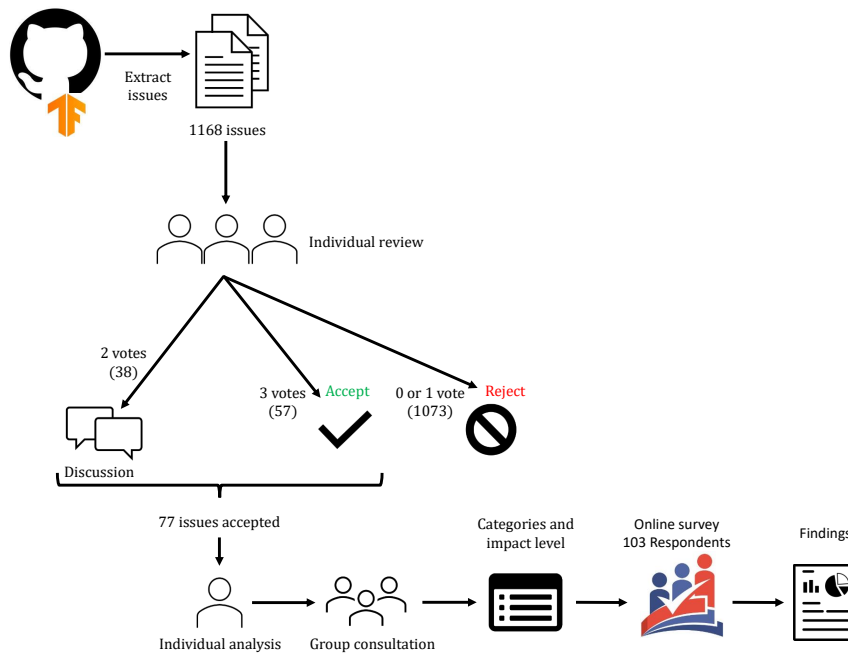 Extract
issues
1168 issues
Individual review
2 votes
(38)
3 votes
(57)
Accept
0 or 1 vote
(1073)
Reject
Discussion
77 issues accepted
Individual analysis
Group consultation
Categories and
impact level
Online survey
103 Respondents
Findings